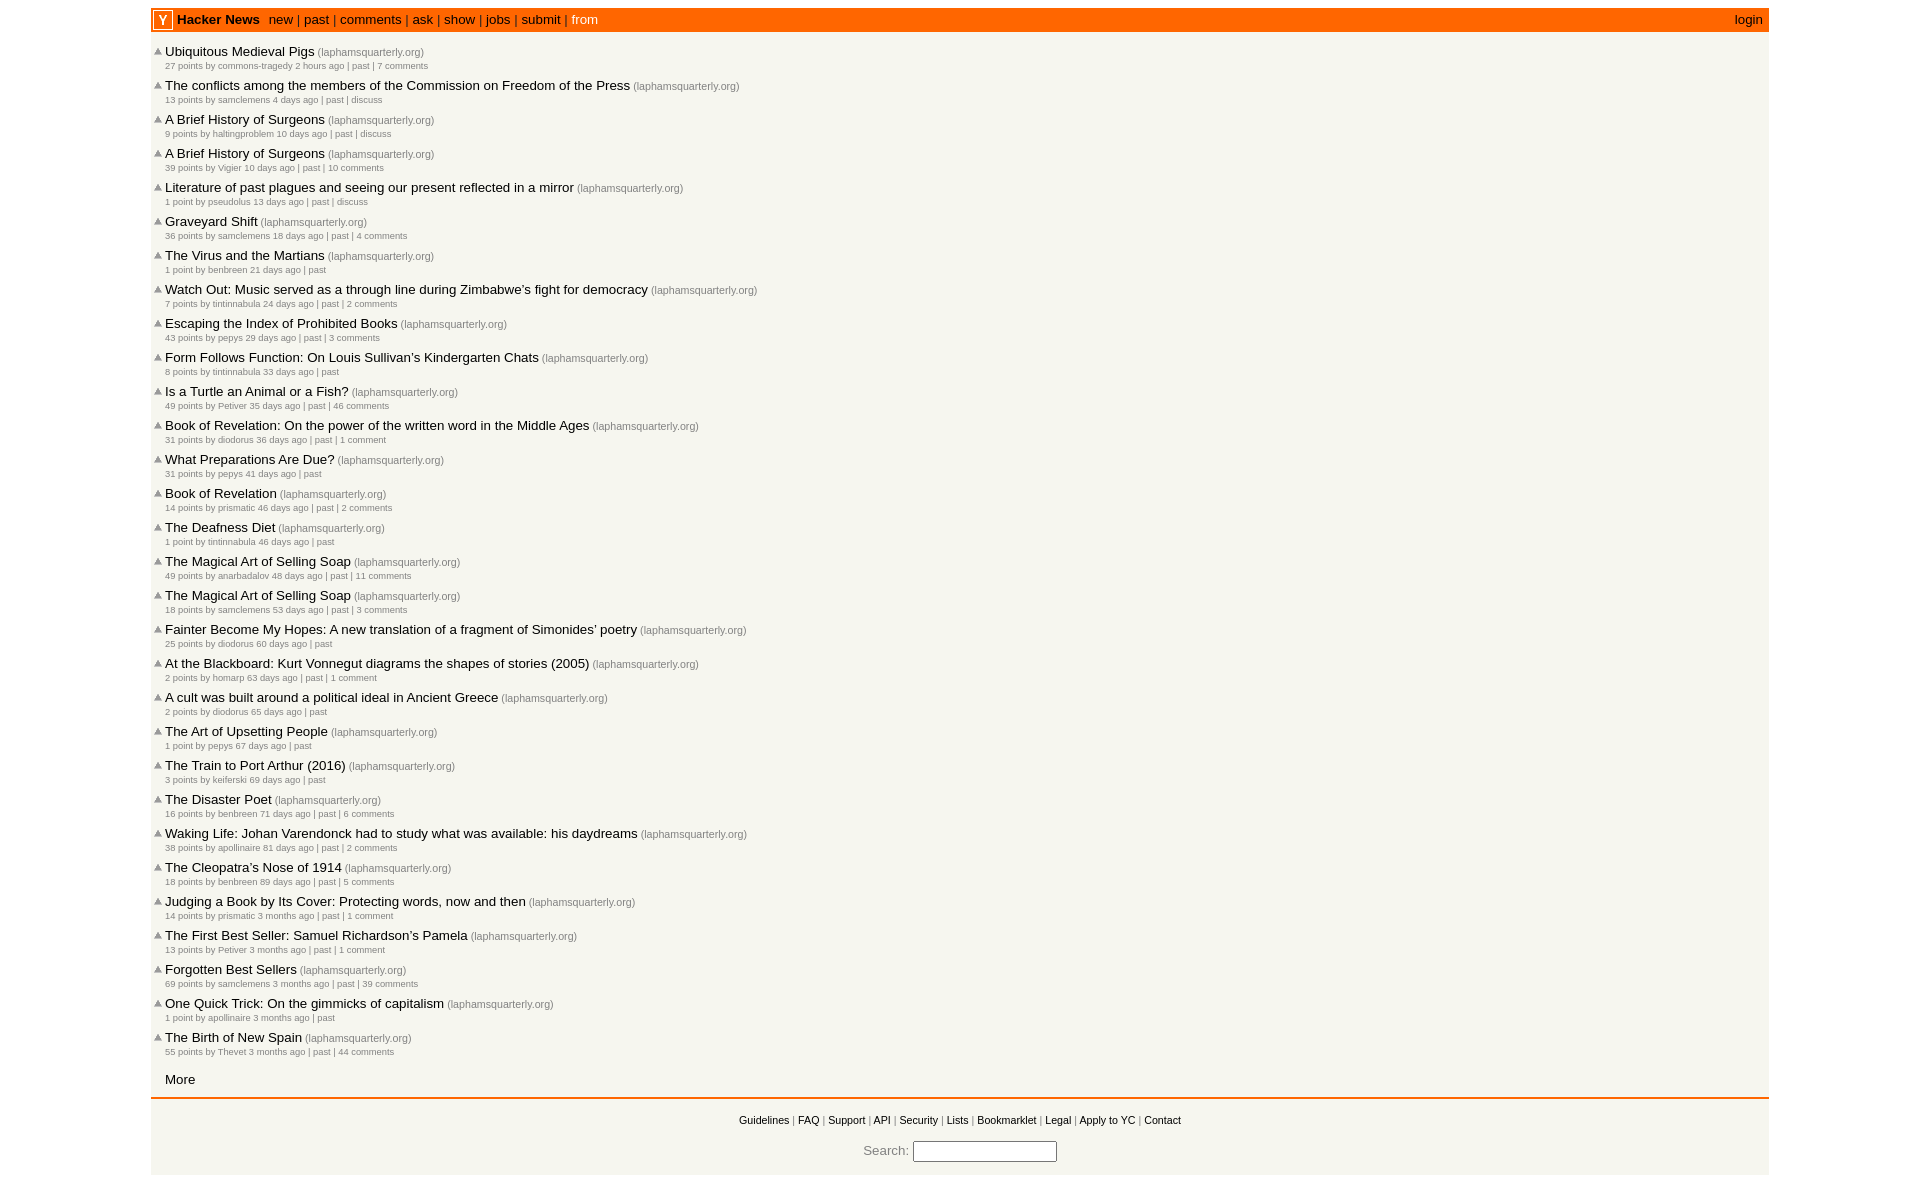 Y Hacker News new | past | comments | ask | show | jobs | submit | from login
Ubiquitous Medieval Pigs (laphamsquarterly.org)
27 points by commons-tragedy 2 hours ago | past | 7 comments
The conflicts among the members of the Commission on Freedom of the Press (laphamsquarterly.org)
13 points by samclemens 4 days ago | past | discuss
A Brief History of Surgeons (laphamsquarterly.org)
9 points by haltingproblem 10 days ago | past | discuss
A Brief History of Surgeons (laphamsquarterly.org)
39 points by Vigier 10 days ago | past | 10 comments
Literature of past plagues and seeing our present reflected in a mirror (laphamsquarterly.org)
1 point by pseudolus 13 days ago | past | discuss
Graveyard Shift (laphamsquarterly.org)
36 points by samclemens 18 days ago | past | 4 comments
The Virus and the Martians (laphamsquarterly.org)
1 point by benbreen 21 days ago | past
Watch Out: Music served as a through line during Zimbabwe’s fight for democracy (laphamsquarterly.org)
7 points by tintinnabula 24 days ago | past | 2 comments
Escaping the Index of Prohibited Books (laphamsquarterly.org)
43 points by pepys 29 days ago | past | 3 comments
Form Follows Function: On Louis Sullivan’s Kindergarten Chats (laphamsquarterly.org)
8 points by tintinnabula 33 days ago | past
Is a Turtle an Animal or a Fish? (laphamsquarterly.org)
49 points by Petiver 35 days ago | past | 46 comments
Book of Revelation: On the power of the written word in the Middle Ages (laphamsquarterly.org)
31 points by diodorus 36 days ago | past | 1 comment
What Preparations Are Due? (laphamsquarterly.org)
31 points by pepys 41 days ago | past
Book of Revelation (laphamsquarterly.org)
14 points by prismatic 46 days ago | past | 2 comments
The Deafness Diet (laphamsquarterly.org)
1 point by tintinnabula 46 days ago | past
The Magical Art of Selling Soap (laphamsquarterly.org)
49 points by anarbadalov 48 days ago | past | 11 comments
The Magical Art of Selling Soap (laphamsquarterly.org)
18 points by samclemens 53 days ago | past | 3 comments
Fainter Become My Hopes: A new translation of a fragment of Simonides’ poetry (laphamsquarterly.org)
25 points by diodorus 60 days ago | past
At the Blackboard: Kurt Vonnegut diagrams the shapes of stories (2005) (laphamsquarterly.org)
2 points by homarp 63 days ago | past | 1 comment
A cult was built around a political ideal in Ancient Greece (laphamsquarterly.org)
2 points by diodorus 65 days ago | past
The Art of Upsetting People (laphamsquarterly.org)
1 point by pepys 67 days ago | past
The Train to Port Arthur (2016) (laphamsquarterly.org)
3 points by keiferski 69 days ago | past
The Disaster Poet (laphamsquarterly.org)
16 points by benbreen 71 days ago | past | 6 comments
Waking Life: Johan Varendonck had to study what was available: his daydreams (laphamsquarterly.org)
38 points by apollinaire 81 days ago | past | 2 comments
The Cleopatra’s Nose of 1914 (laphamsquarterly.org)
18 points by benbreen 89 days ago | past | 5 comments
Judging a Book by Its Cover: Protecting words, now and then (laphamsquarterly.org)
14 points by prismatic 3 months ago | past | 1 comment
The First Best Seller: Samuel Richardson’s Pamela (laphamsquarterly.org)
13 points by Petiver 3 months ago | past | 1 comment
Forgotten Best Sellers (laphamsquarterly.org)
69 points by samclemens 3 months ago | past | 39 comments
One Quick Trick: On the gimmicks of capitalism (laphamsquarterly.org)
1 point by apollinaire 3 months ago | past
The Birth of New Spain (laphamsquarterly.org)
55 points by Thevet 3 months ago | past | 44 comments
More
Guidelines | FAQ | Support | API | Security | Lists | Bookmarklet | Legal | Apply to YC | Contact
Search: